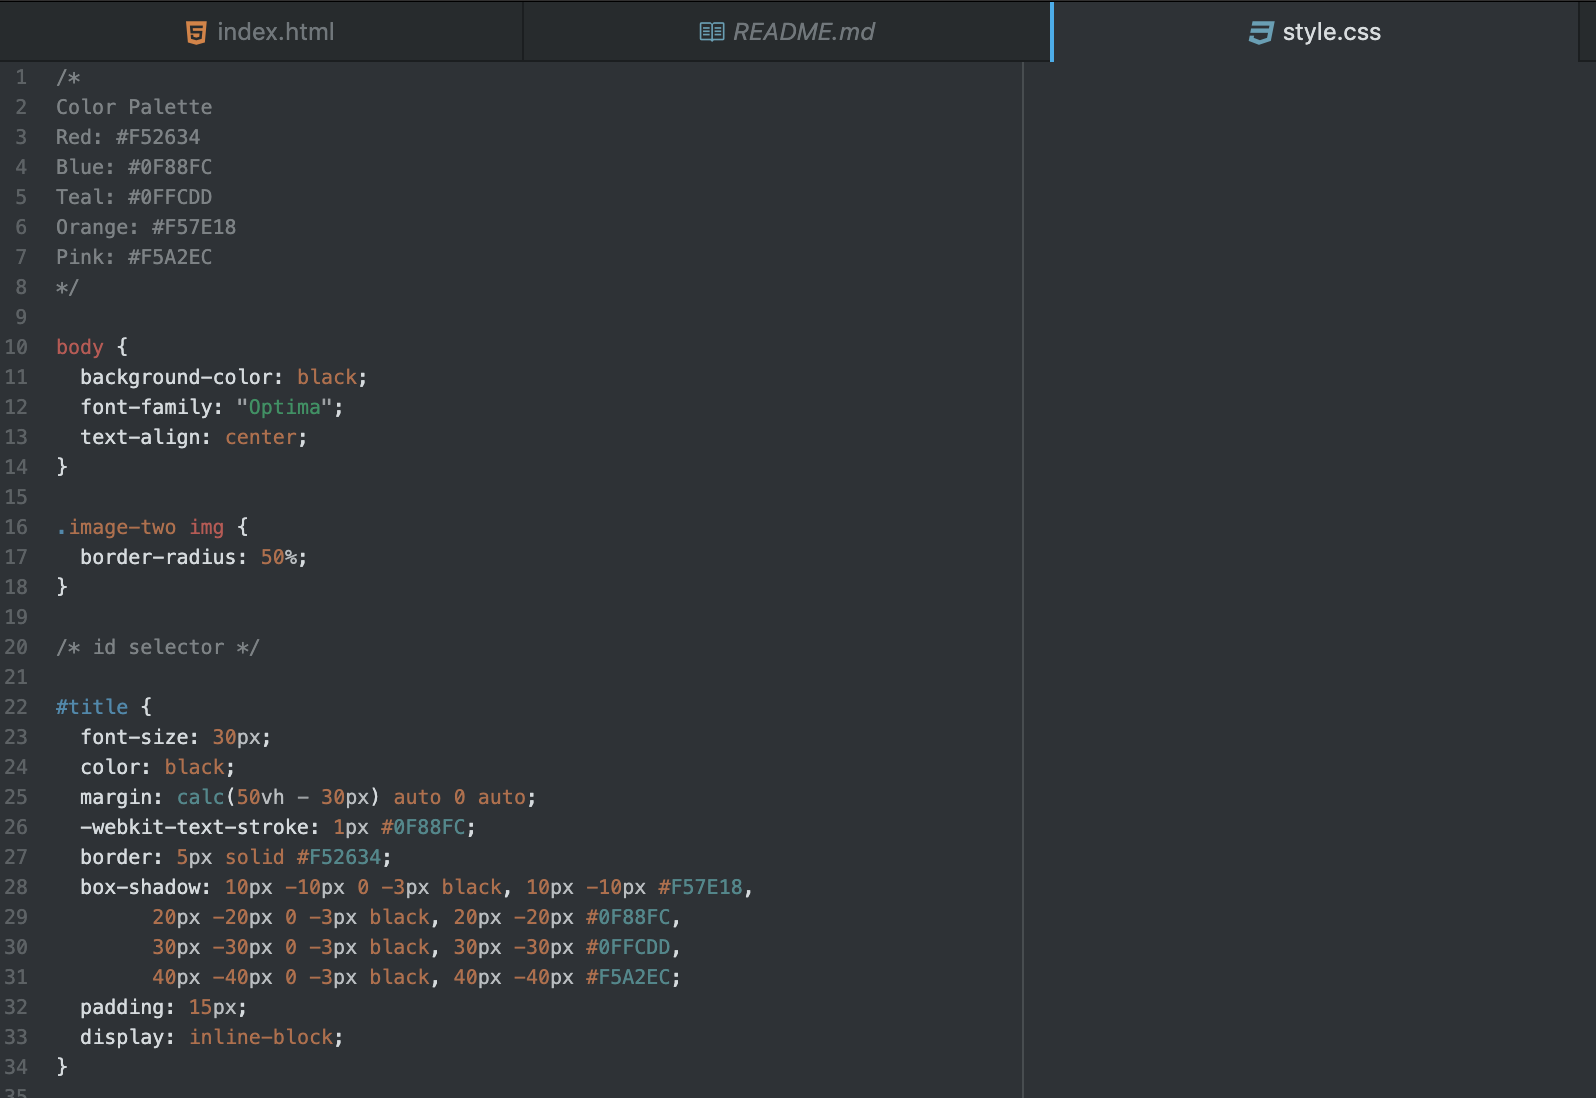 index.html
README.md
style.css
1 /*
2 Color Palette
3 Red: #F52634
4 Blue: #0F88FC
5 Teal: #0FFCDD
6 Orange: #F57E18
7 Pink: #F5A2EC
8 */
9
10 body {
11   background-color: black;
12   font-family: "Optima";
13   text-align: center;
14 }
15
16 .image-two img {
17   border-radius: 50%;
18 }
19
20 /* id selector */
21
22 #title {
23   font-size: 30px;
24   color: black;
25   margin: calc(50vh - 30px) auto 0 auto;
26   -webkit-text-stroke: 1px #0F88FC;
27   border: 5px solid #F52634;
28   box-shadow: 10px -10px 0 -3px black, 10px -10px #F57E18,
29         20px -20px 0 -3px black, 20px -20px #0F88FC,
30         30px -30px 0 -3px black, 30px -30px #0FFCDD,
31         40px -40px 0 -3px black, 40px -40px #F5A2EC;
32   padding: 15px;
33   display: inline-block;
34 }
35